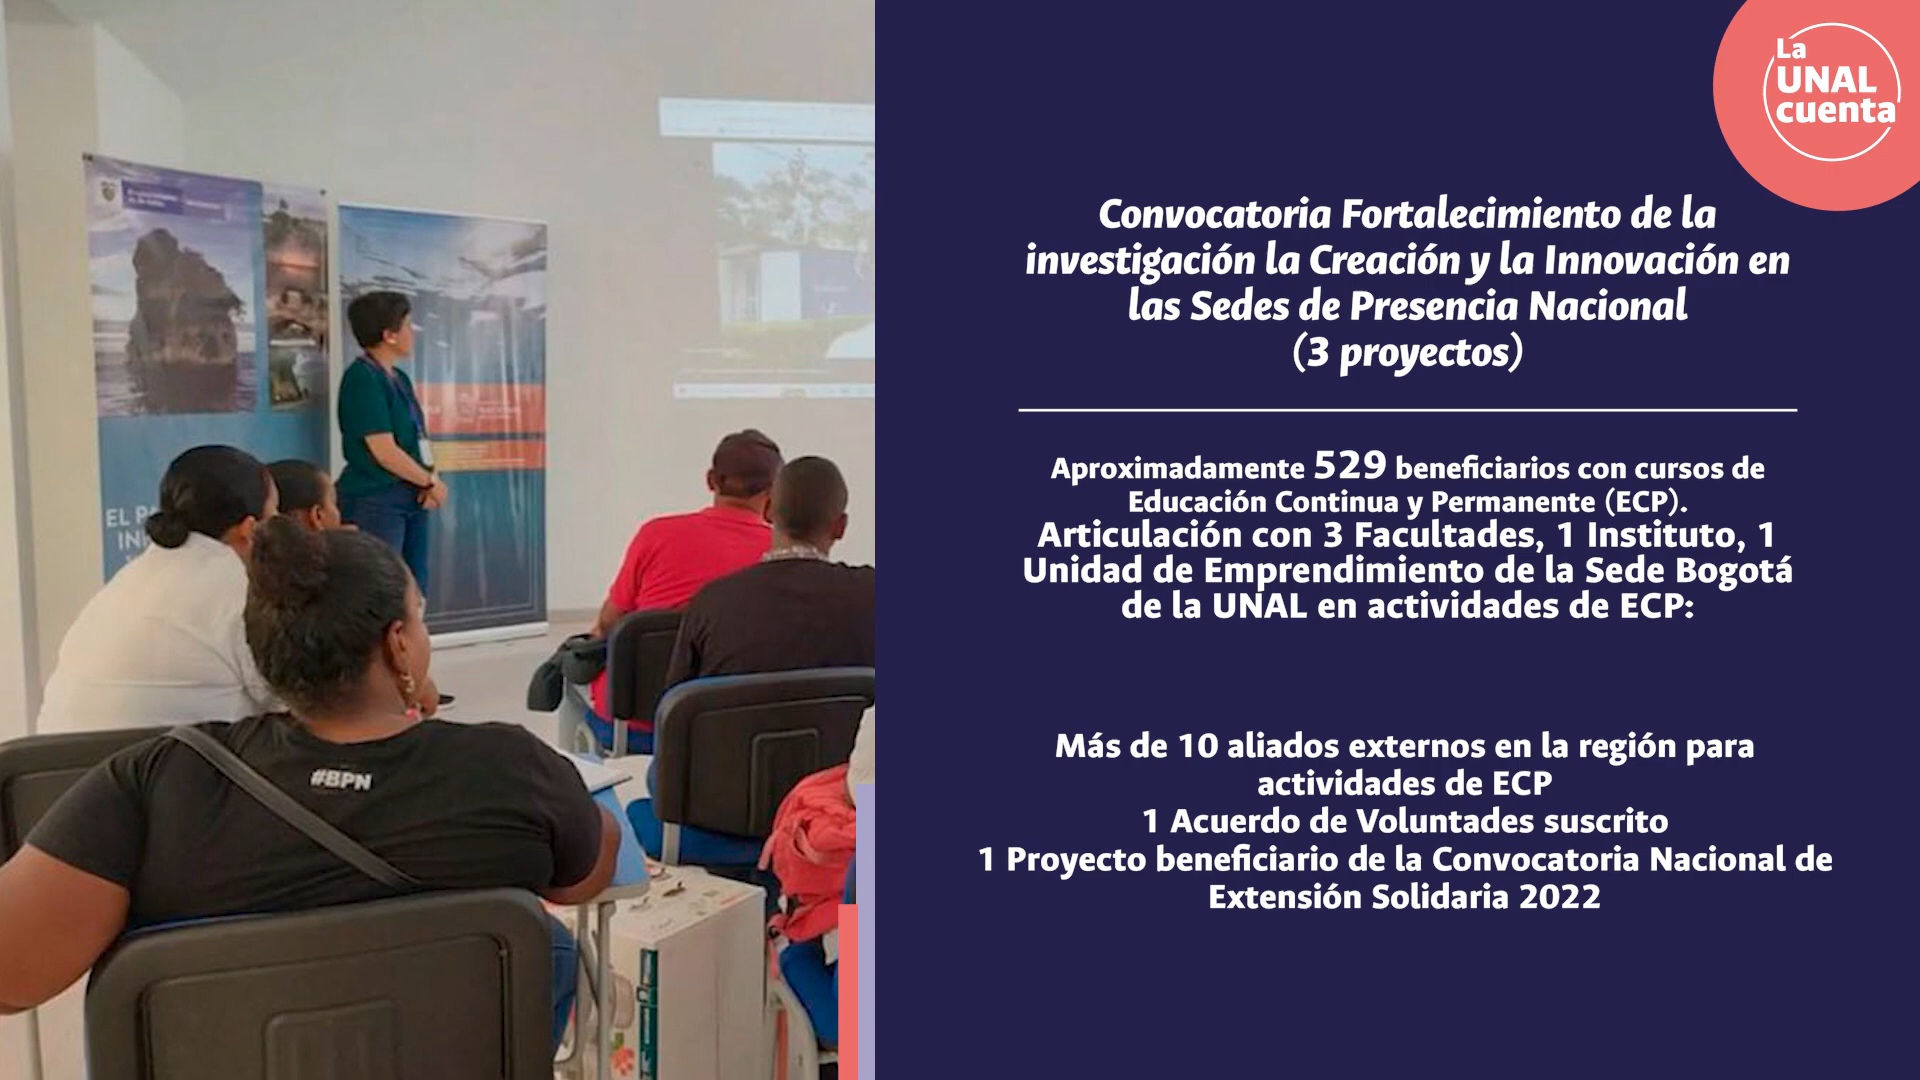 La
UNAL
cuenta
Convocatoria Fortalecimiento de la
investigación la Creación y la Innovación en
las Sedes de Presencia Nacional
(3 proyectos)
Aproximadamente 529 beneficiarios con cursos de
Educación Continua y Permanente (ECP).
Articulación con 3 Facultades, 1 Instituto, 1
Unidad de Emprendimiento de la Sede Bogotá
de la UNAL en actividades de ECP:
Más de 10 aliados externos en la región para
actividades de ECP
1 Acuerdo de Voluntades suscrito
1 Proyecto beneficiario de la Convocatoria Nacional de
Extensión Solidaria 2022
EL
#BPN